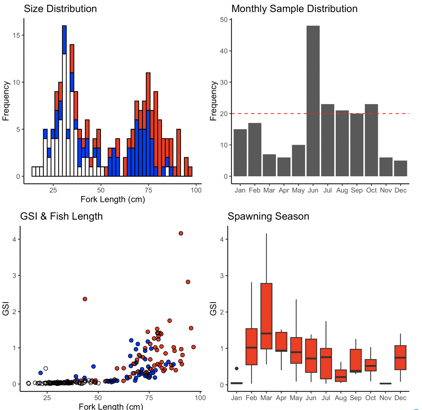 Size Distribution
Frequency
15
10
5
0
25
50
75
100
Fork Length (cm)
Monthly Sample Distribution
Frequency
50
40
30
20
10
0
Jan Feb Mar Apr May Jun Jul Aug Sep Oct Nov Dec
GSI & Fish Length
GSI
4
3
2
1
0
25
50
75
100
Fork Length (cm)
Spawning Season
GSI
4
3
2
1
0
Jan Feb Mar Apr May Jun Jul Aug Sep Oct Nov Dec